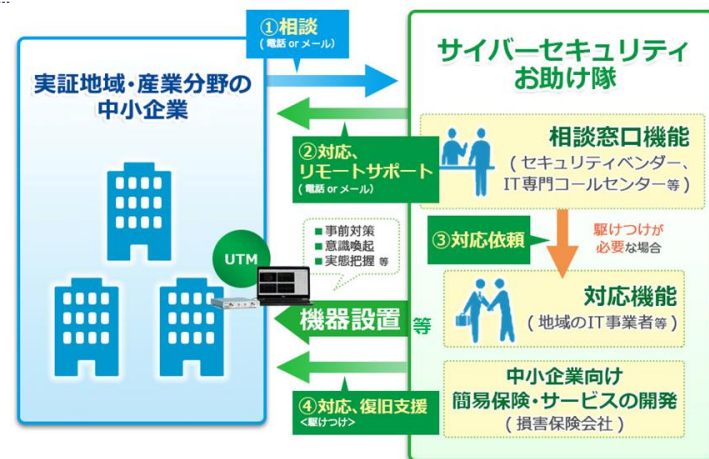 ①相談
(電話 or メール)
実証地域・産業分野の
中小企業
サイバーセキュリティ
お助け隊
②対応、
リモートサポート
(電話 or メール)
相談窓口機能
(セキュリティベンダー、
IT専門コールセンター等)
■事前対策
■意識喚起
■実態把握 等
UTM
③対応依頼
駆けつけが
必要な場合
機器設置 等
対応機能
(地域のIT事業者等)
④対応、復旧支援
<駆けつけ>
中小企業向け
簡易保険・サービスの開発
(損害保険会社)